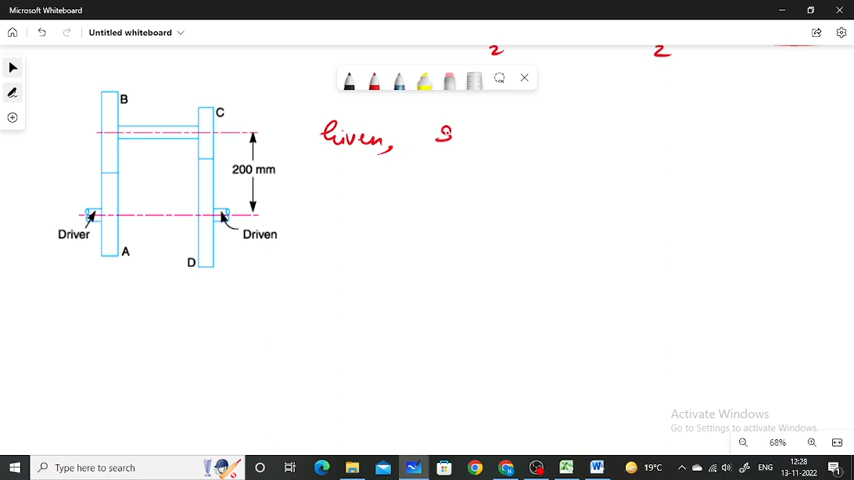 Microsoft Whiteboard
Untitled whiteboard
2 2
B
C
Given,
200 mm
Driver
Driven
A
D
Activate Windows
Go to Settings to activate Windows.
68%
Type here to search
19°C
ENG
12:28
13-11-2022
1